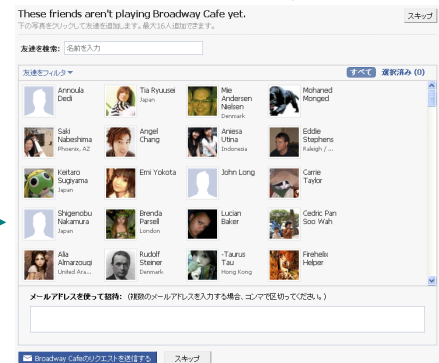 These friends aren't playing Broadway Cafe yet.
スキップ
下の写真をクリックして友達を追加します。最大16人追加できます。
友達を検索: 名前を入力
友達をフィルタ すべて 選択済み (0)
Annoula Dedi
Tia Ryuusei
Japan
Mie Andersen Nielsen
Denmark
Mohaned Monged
Saki Nabeshima
Phoenix, AZ
Angel Chang
Aniesa Utina
Indonesia
Eddie Stephens
Raleigh / ...
Keitaro Sugiyama
Japan
Emi Yokota
John Long
Carrie Taylor
Shigenobu Nakamura
Japan
Brenda Parsell
London
Lucian Baker
Cedric Pan Soo Wah
Alia Almarzouqi
United Ara...
Rudolf Steiner
Denmark
-Taurus Tau
Hong Kong
Firehelix Helper
メールアドレスを使って招待: (複数のメールアドレスを入力する場合、コンマで区切ってください。)
Broadway Cafeのリクエストを送信する スキップ